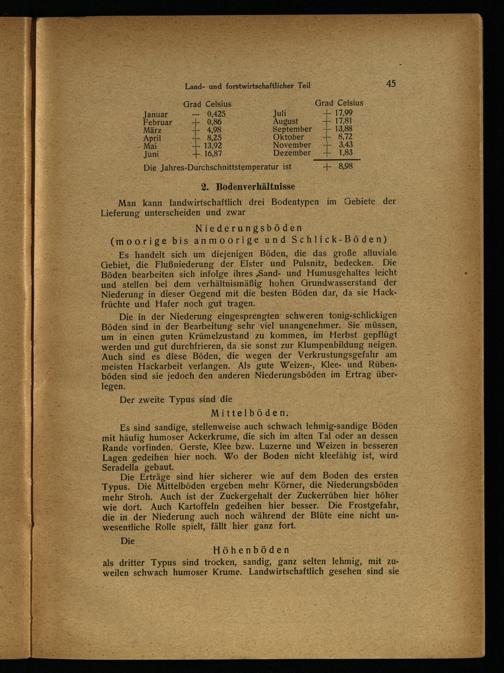 Land- und forstwirtschaftlicher Teil 45
Grad Celsius Grad Celsius
Januar — 0,425 Juli + 17,99
Februar + 0,86 August + 17,81
März + 4,98 September + 13,88
April + 8,25 Oktober + 8,72
Mai + 13,92 November + 3,43
Juni + 16,87 Dezember + 1,83
Die Jahres-Durchschnittstemperatur ist + 8,98
2. Bodenverhältnisse
Man kann landwirtschaftlich drei Bodentypen im Gebiete der
Lieferung unterscheiden und zwar
Niederungsböden
(moorige bis anmoorige und Schlick-Böden)
Es handelt sich um diejenigen Böden, die das große alluviale
Gebiet, die Flußniederung der Elster und Pulsnitz, bedecken. Die
Böden bearbeiten sich infolge ihres Sand- und Humusgehaltes leicht
und stellen bei dem verhältnismäßig hohen Grundwasserstand der
Niederung in dieser Gegend mit die besten Böden dar, da sie Hack-
früchte und Hafer noch gut tragen.
Die in der Niederung eingesprengten schweren tonig-schlickigen
Böden sind in der Bearbeitung sehr viel unangenehmer. Sie müssen,
um in einen guten Krümelzustand zu kommen, im Herbst gepflügt
werden und gut durchfrieren, da sie sonst zur Klumpenbildung neigen.
Auch sind es diese Böden, die wegen der Verkrustungsgefahr am
meisten Hackarbeit verlangen. Als gute Weizen-, Klee- und Rüben-
böden sind sie jedoch den anderen Niederungsböden im Ertrag über-
legen.
Der zweite Typus sind die
Mittelböden.
Es sind sandige, stellenweise auch schwach lehmig-sandige Böden
mit häufig humoser Ackerkrume, die sich im alten Tal oder an dessen
Rande vorfinden. Gerste, Klee bzw. Luzerne und Weizen in besseren
Lagen gedeihen hier noch. Wo der Boden nicht kleefähig ist, wird
Seradella gebaut.
Die Erträge sind hier sicherer wie auf dem Boden des ersten
Typus. Die Mittelböden ergeben mehr Körner, die Niederungsböden
mehr Stroh. Auch ist der Zuckergehalt der Zuckerrüben hier höher
wie dort. Auch Kartoffeln gedeihen hier besser. Die Frostgefahr,
die in der Niederung auch noch während der Blüte eine nicht un-
wesentliche Rolle spielt, fällt hier ganz fort.
Die
Höhenböden
als dritter Typus sind trocken, sandig, ganz selten lehmig, mit zu-
weilen schwach humoser Krume. Landwirtschaftlich gesehen sind sie